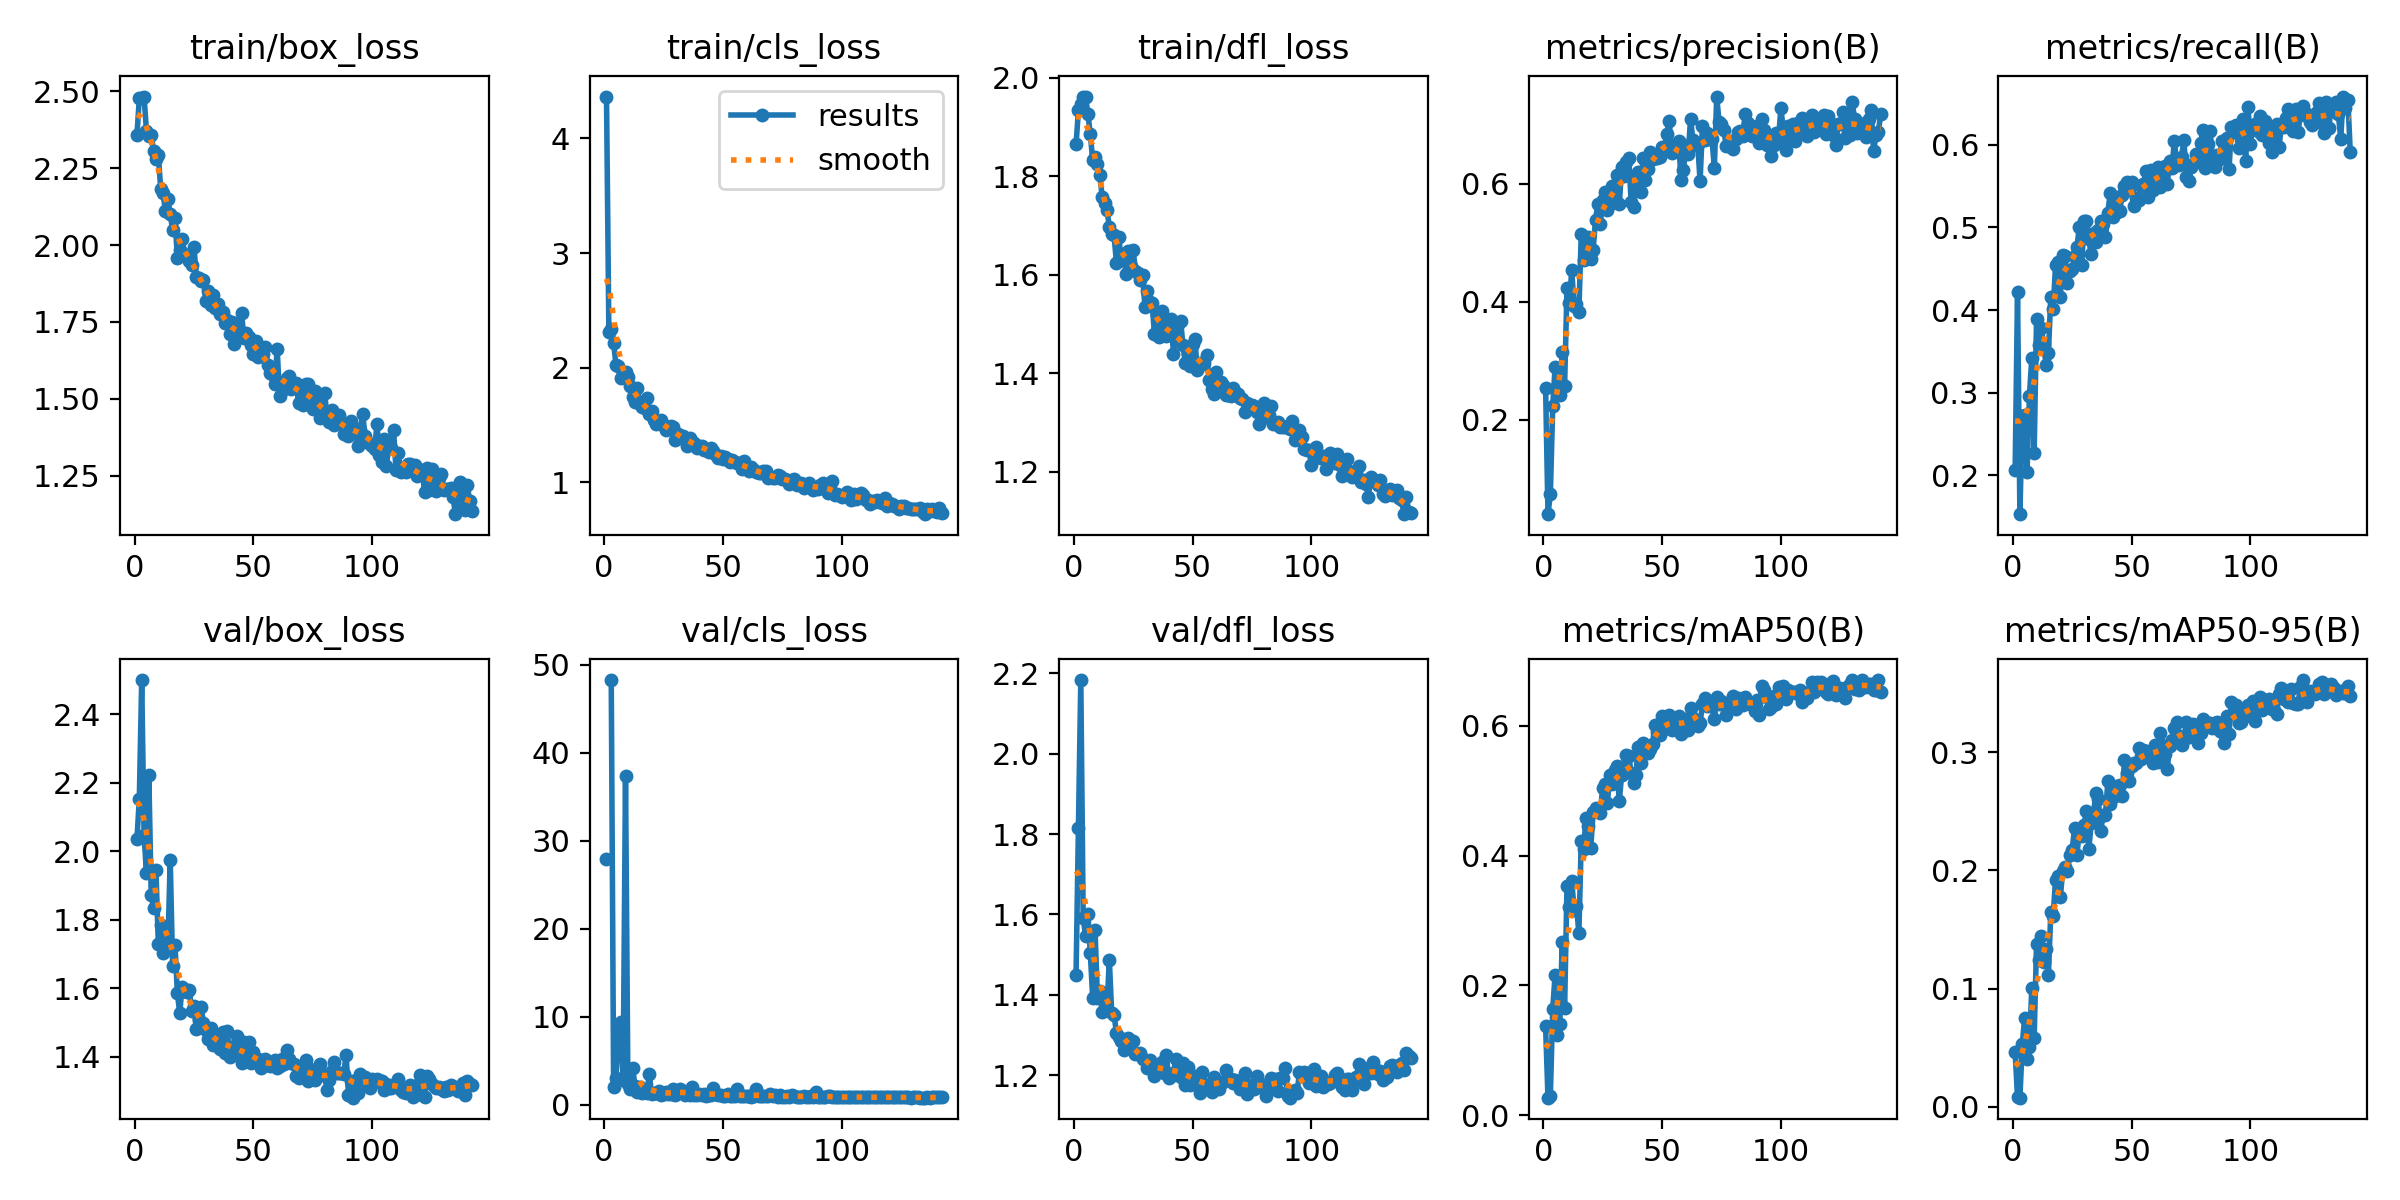 train/box_loss
2.50
2.25
2.00
1.75
1.50
1.25
0 50 100
train/cls_loss
results
smooth
4
3
2
1
0 50 100
train/dfl_loss
2.0
1.8
1.6
1.4
1.2
0 50 100
metrics/precision(B)
0.6
0.4
0.2
0 50 100
metrics/recall(B)
0.6
0.5
0.4
0.3
0.2
0 50 100
val/box_loss
2.4
2.2
2.0
1.8
1.6
1.4
0 50 100
val/cls_loss
50
40
30
20
10
0
0 50 100
val/dfl_loss
2.2
2.0
1.8
1.6
1.4
1.2
0 50 100
metrics/mAP50(B)
0.6
0.4
0.2
0.0
0 50 100
metrics/mAP50-95(B)
0.3
0.2
0.1
0.0
0 50 100